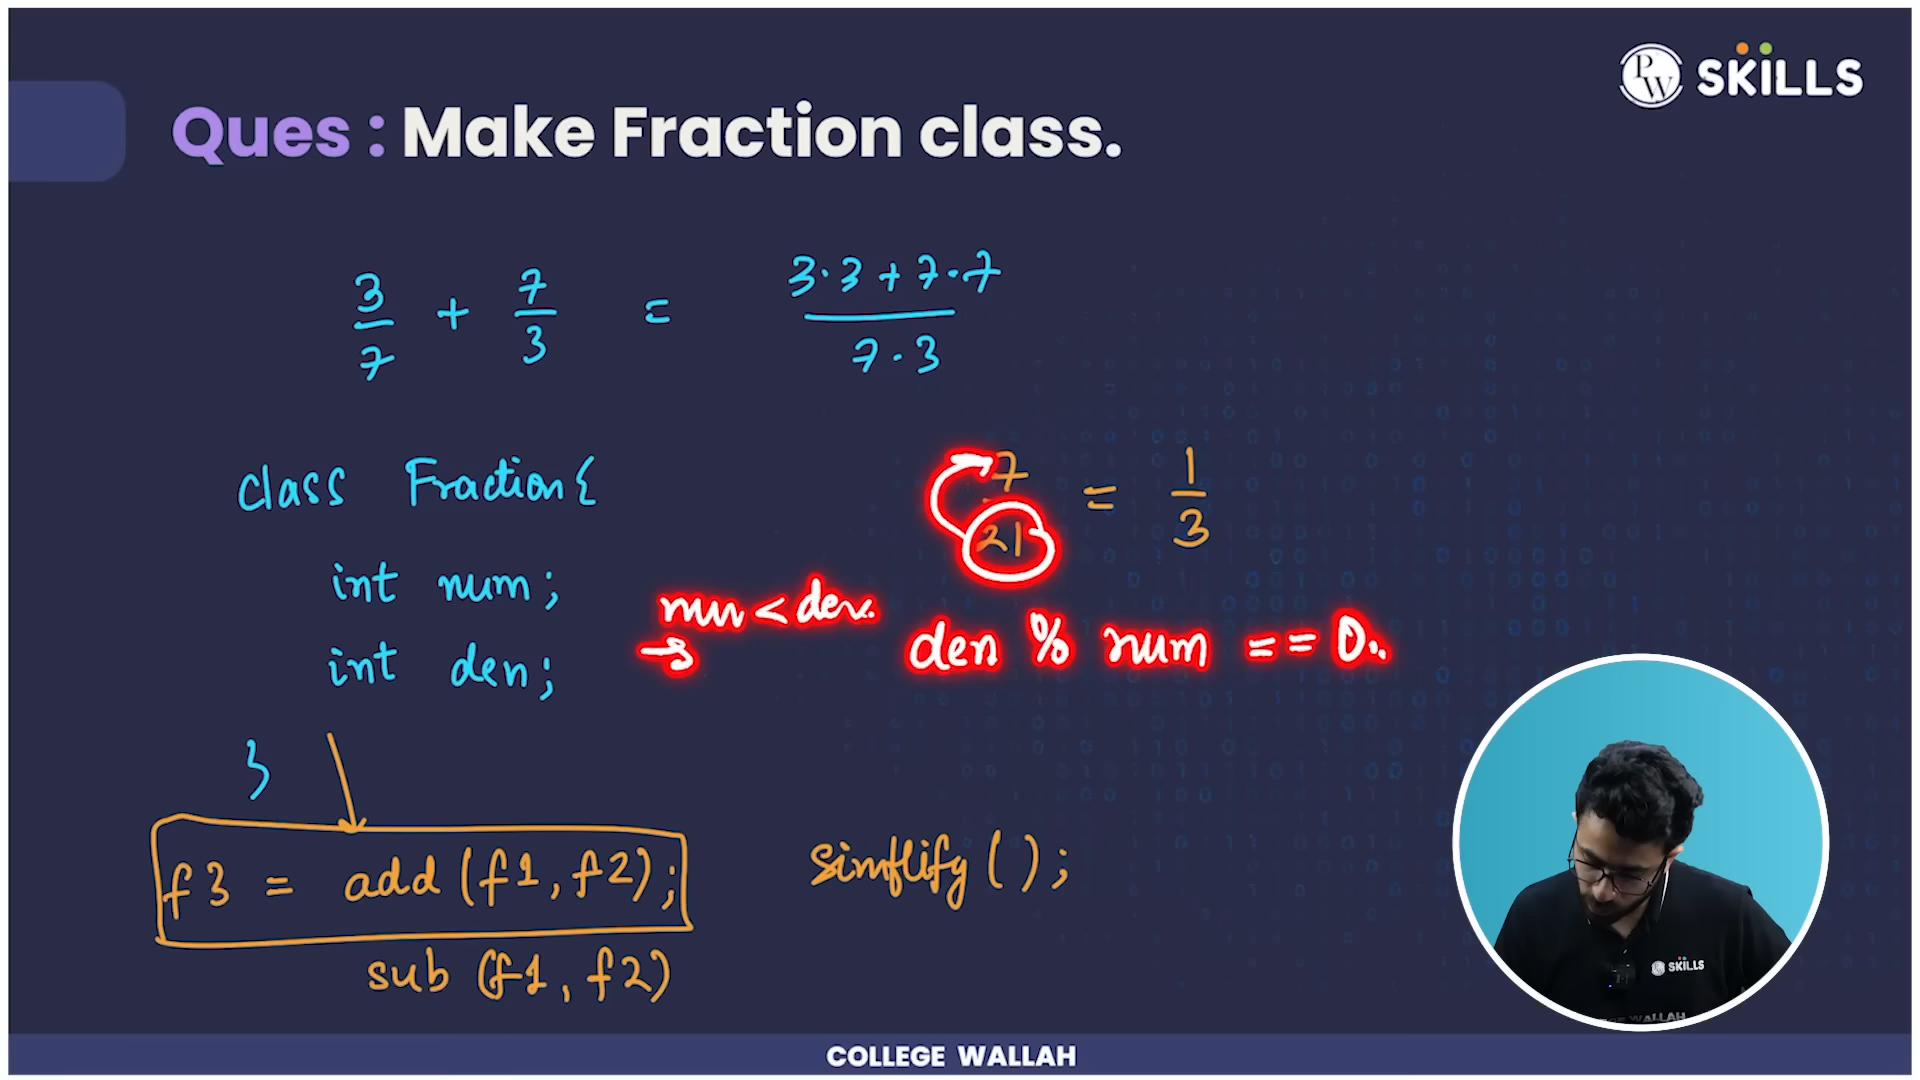 PW SKILLS
Ques : Make Fraction class.
3/7 + 7/3 = 3·3 + 7·7 / 7·3
class Fraction{
int num;
int den;
}
7/21 = 1/3
num < den.
→ den % num == 0.
f3 = add (f1, f2);
sub (f1, f2)
simplify ( ) ;
SKILLS
COLLEGE WALLAH